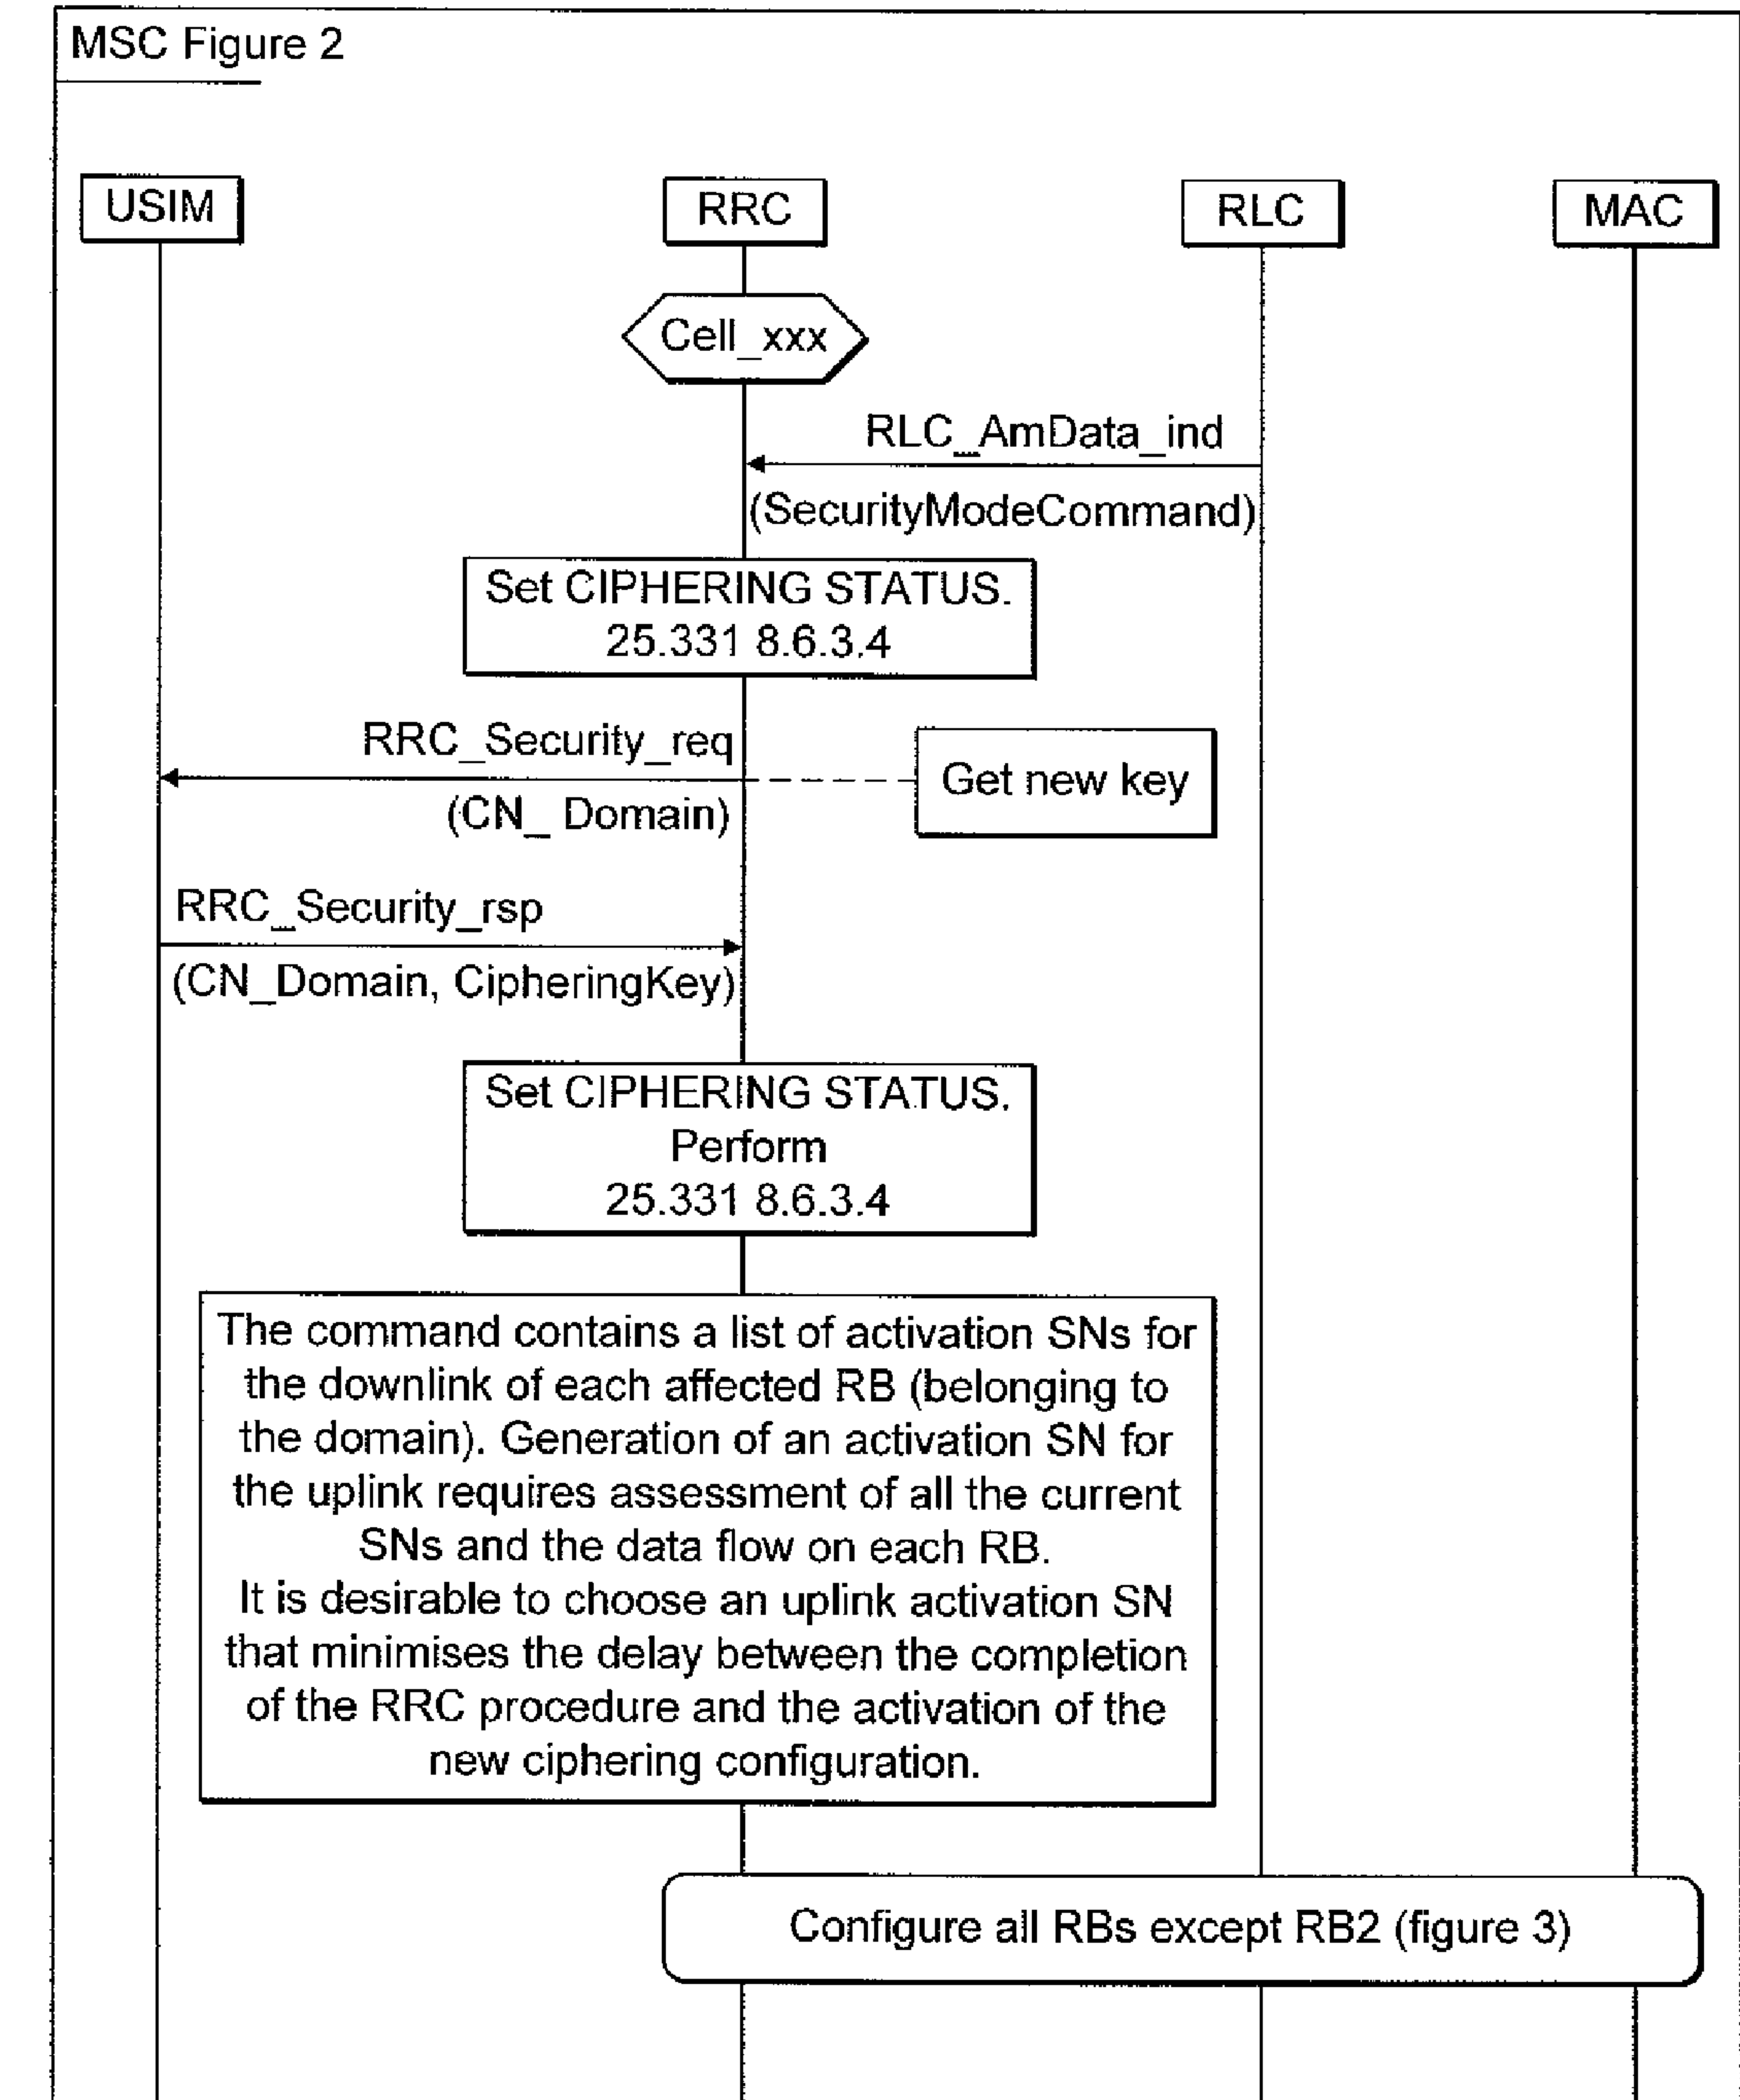 MSC Figure 2
USIM
RRC
RLC
MAC
Cell_xxx
RLC_AmData_ind
(SecurityModeCommand)
Set CIPHERING STATUS.
25.331 8.6.3.4
RRC_Security_req
(CN_ Domain)
Get new key
RRC_Security_rsp
(CN_Domain, CipheringKey)
Set CIPHERING STATUS.
Perform
25.331 8.6.3.4
The command contains a list of activation SNs for
the downlink of each affected RB (belonging to
the domain). Generation of an activation SN for
the uplink requires assessment of all the current
SNs and the data flow on each RB.
It is desirable to choose an uplink activation SN
that minimises the delay between the completion
of the RRC procedure and the activation of the
new ciphering configuration.
Configure all RBs except RB2 (figure 3)